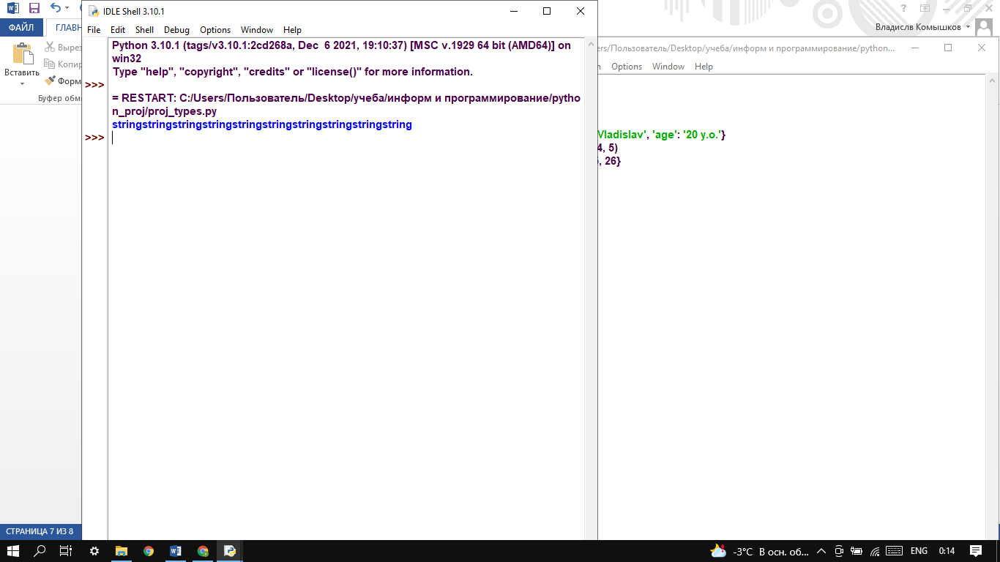 IDLE Shell 3.10.1
ФАЙЛ
ГЛАВН
File Edit Shell Debug Options Window Help
Владислв Комышков
Вставить
Выре
Копир
Форм
Буфер обм
Python 3.10.1 (tags/v3.10.1:2cd268a, Dec  6 2021, 19:10:37) [MSC v.1929 64 bit (AMD64)] on
win32
Type "help", "copyright", "credits" or "license()" for more information.
>>>
= RESTART: C:/Users/Пользователь/Desktop/учеба/информ и программирование/pytho
n_proj/proj_types.py
stringstringstringstringstringstringstringstringstringstring
>>>
ers/Пользователь/Desktop/учеба/информ и программирование/python...
n Options Window Help
Vladislav', 'age': '20 y.o.'}
4, 5)
, 26}
СТРАНИЦА 7 ИЗ 8
-3°C В осн. об...
ENG
0:14